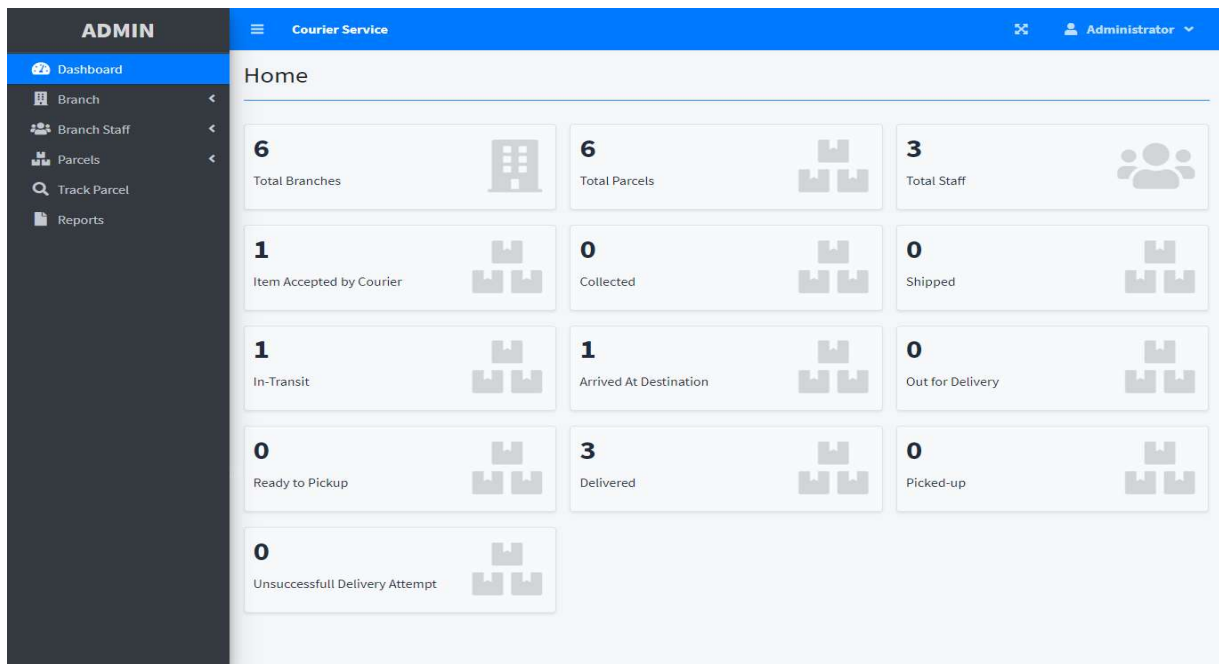 ADMIN
Courier Service
Administrator
Dashboard
Branch
Branch Staff
Parcels
Track Parcel
Reports
Home
6
Total Branches
6
Total Parcels
3
Total Staff
1
Item Accepted by Courier
0
Collected
0
Shipped
1
In-Transit
1
Arrived At Destination
0
Out for Delivery
0
Ready to Pickup
3
Delivered
0
Picked-up
0
Unsuccessfull Delivery Attempt